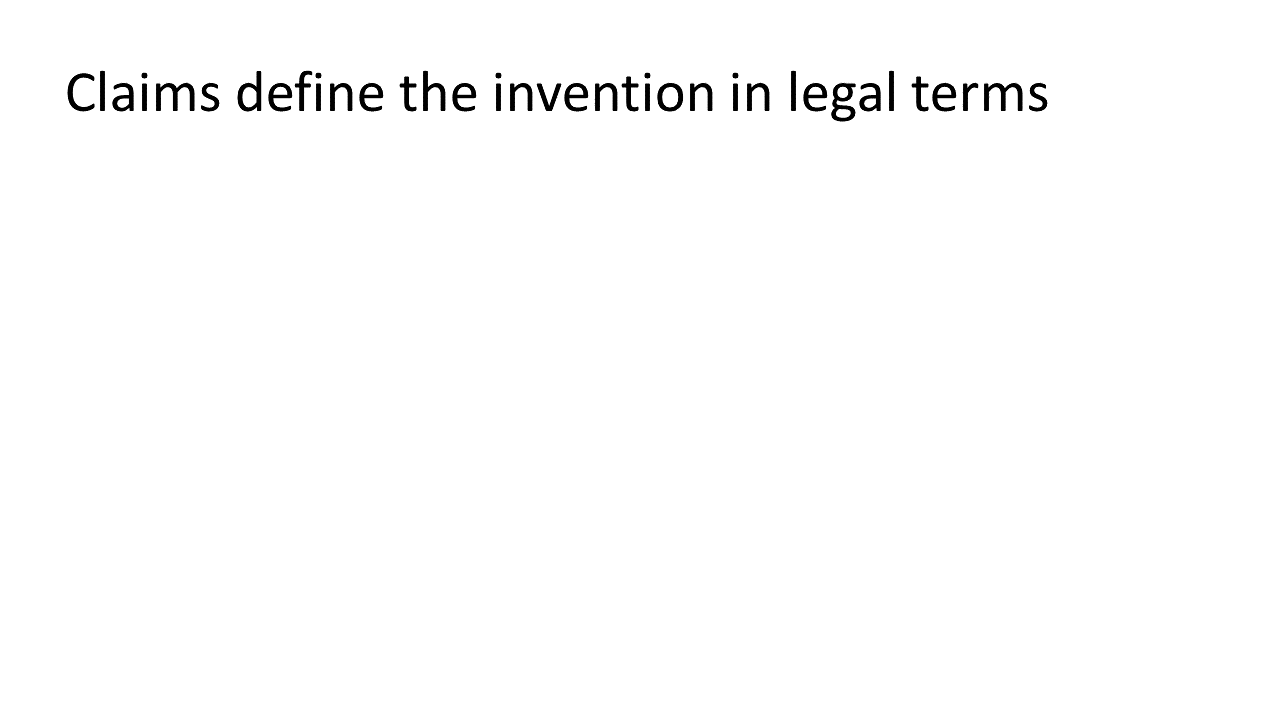 Claims define the invention in legal terms